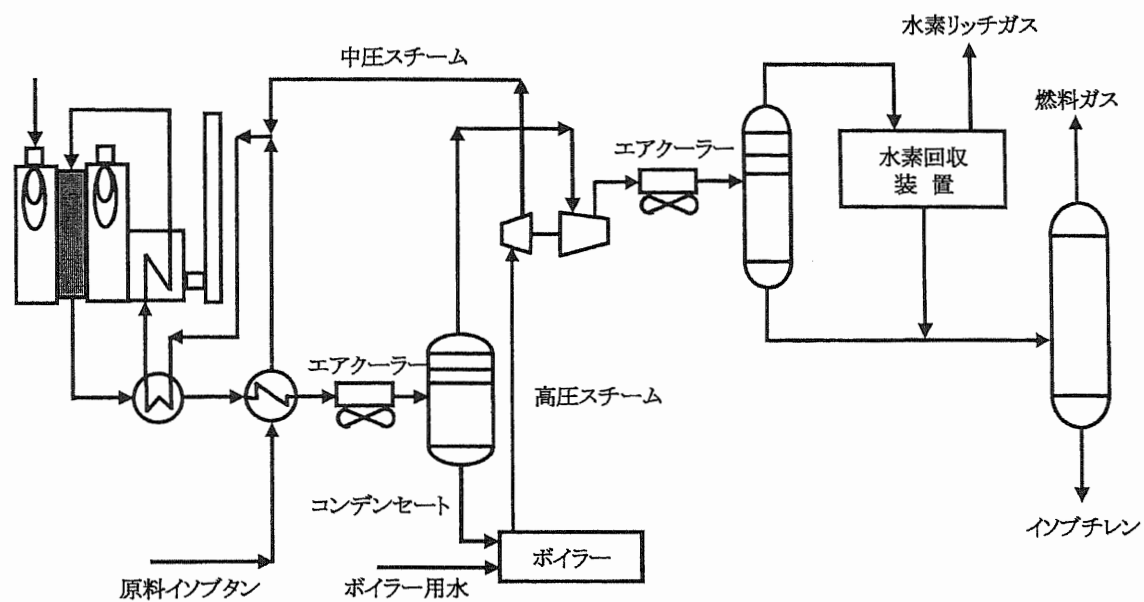 水素リッチガス
中圧スチーム
燃料ガス
エアクーラー
水素回収
装 置
エアクーラー
高圧スチーム
コンデンセート
イソブチレン
ボイラー
原料イソブタン
ボイラー用水